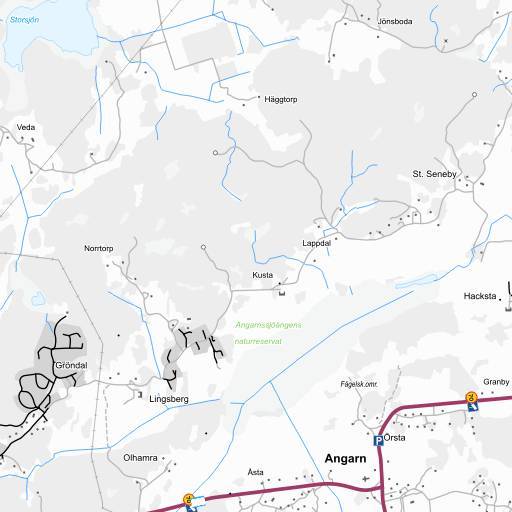 Storsjön
Jönsboda
Häggtorp
Veda
St. Seneby
Lappdal
Norrtorp
Kusta
Hacksta
Angarnssjöängens
naturreservat
Gröndal
Fågelsk.omr.
Granby
Lingsberg
P
Örsta
Olhamra
Angarn
Åsta